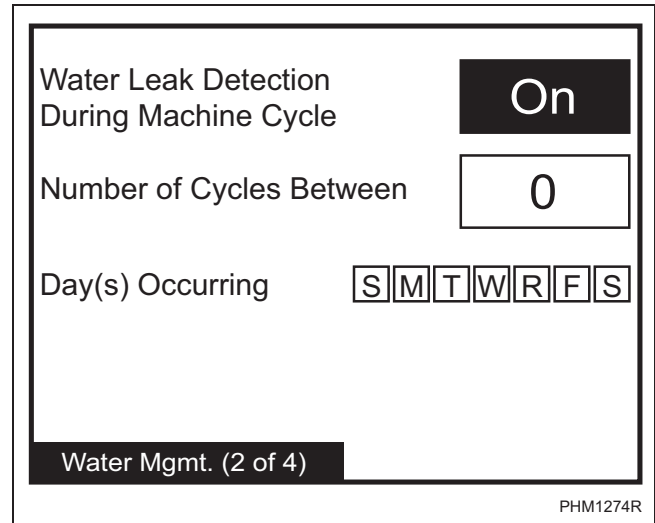 Water Leak Detection
During Machine Cycle
On
Number of Cycles Between
0
Day(s) Occurring
S M T W R F S
Water Mgmt. (2 of 4)
PHM1274R